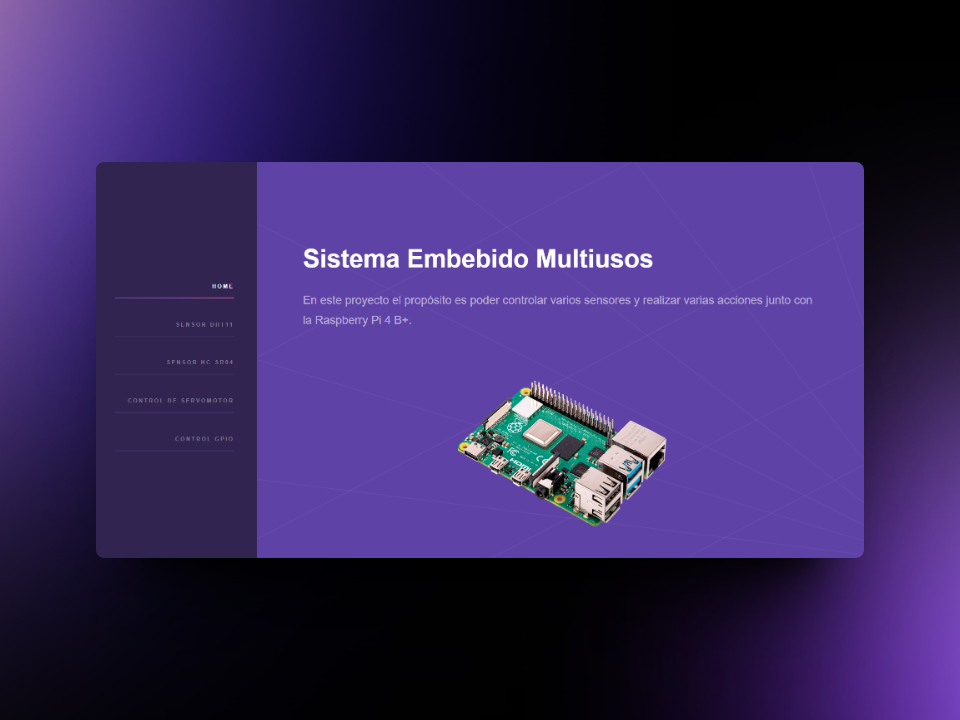 HOME
SENSOR DHT11
SENSOR HC SR04
CONTROL DE SERVOMOTOR
CONTROL GPIO
Sistema Embebido Multiusos
En este proyecto el propósito es poder controlar varios sensores y realizar varias acciones junto con
la Raspberry Pi 4 B+.
HDMI